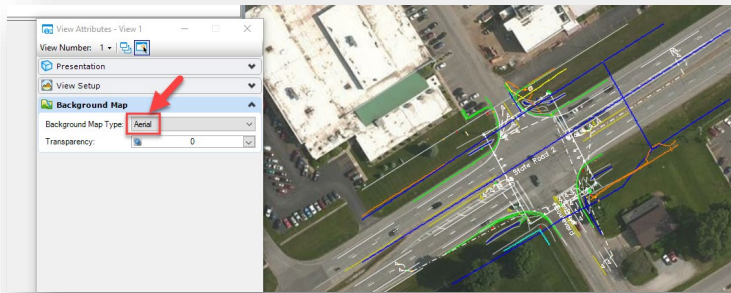 View Attributes - View 1
View Number: 1
Presentation
View Setup
Background Map
Background Map Type: Aerial
Transparency: 0
State Road 2
Boulevard